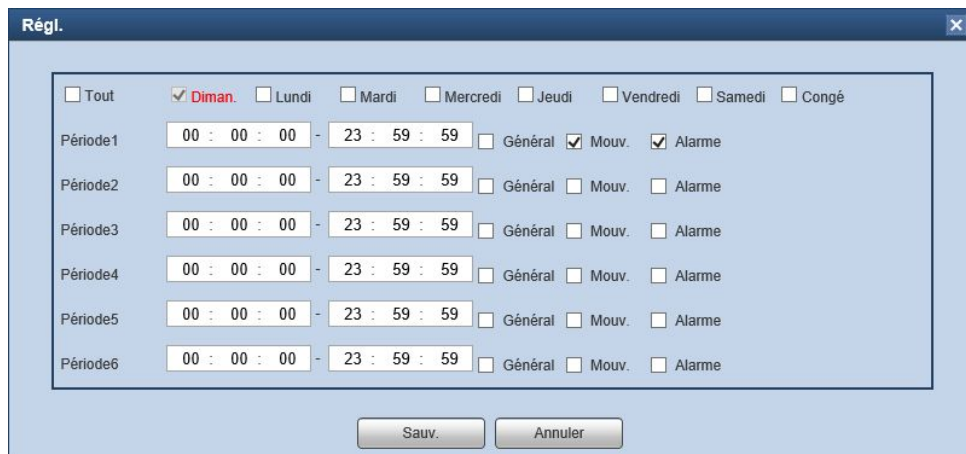 Régl.
Tout Diman. Lundi Mardi Mercredi Jeudi Vendredi Samedi Congé
Période1 00 : 00 : 00 - 23 : 59 : 59 Général Mouv. Alarme
Période2 00 : 00 : 00 - 23 : 59 : 59 Général Mouv. Alarme
Période3 00 : 00 : 00 - 23 : 59 : 59 Général Mouv. Alarme
Période4 00 : 00 : 00 - 23 : 59 : 59 Général Mouv. Alarme
Période5 00 : 00 : 00 - 23 : 59 : 59 Général Mouv. Alarme
Période6 00 : 00 : 00 - 23 : 59 : 59 Général Mouv. Alarme
Sauv. Annuler